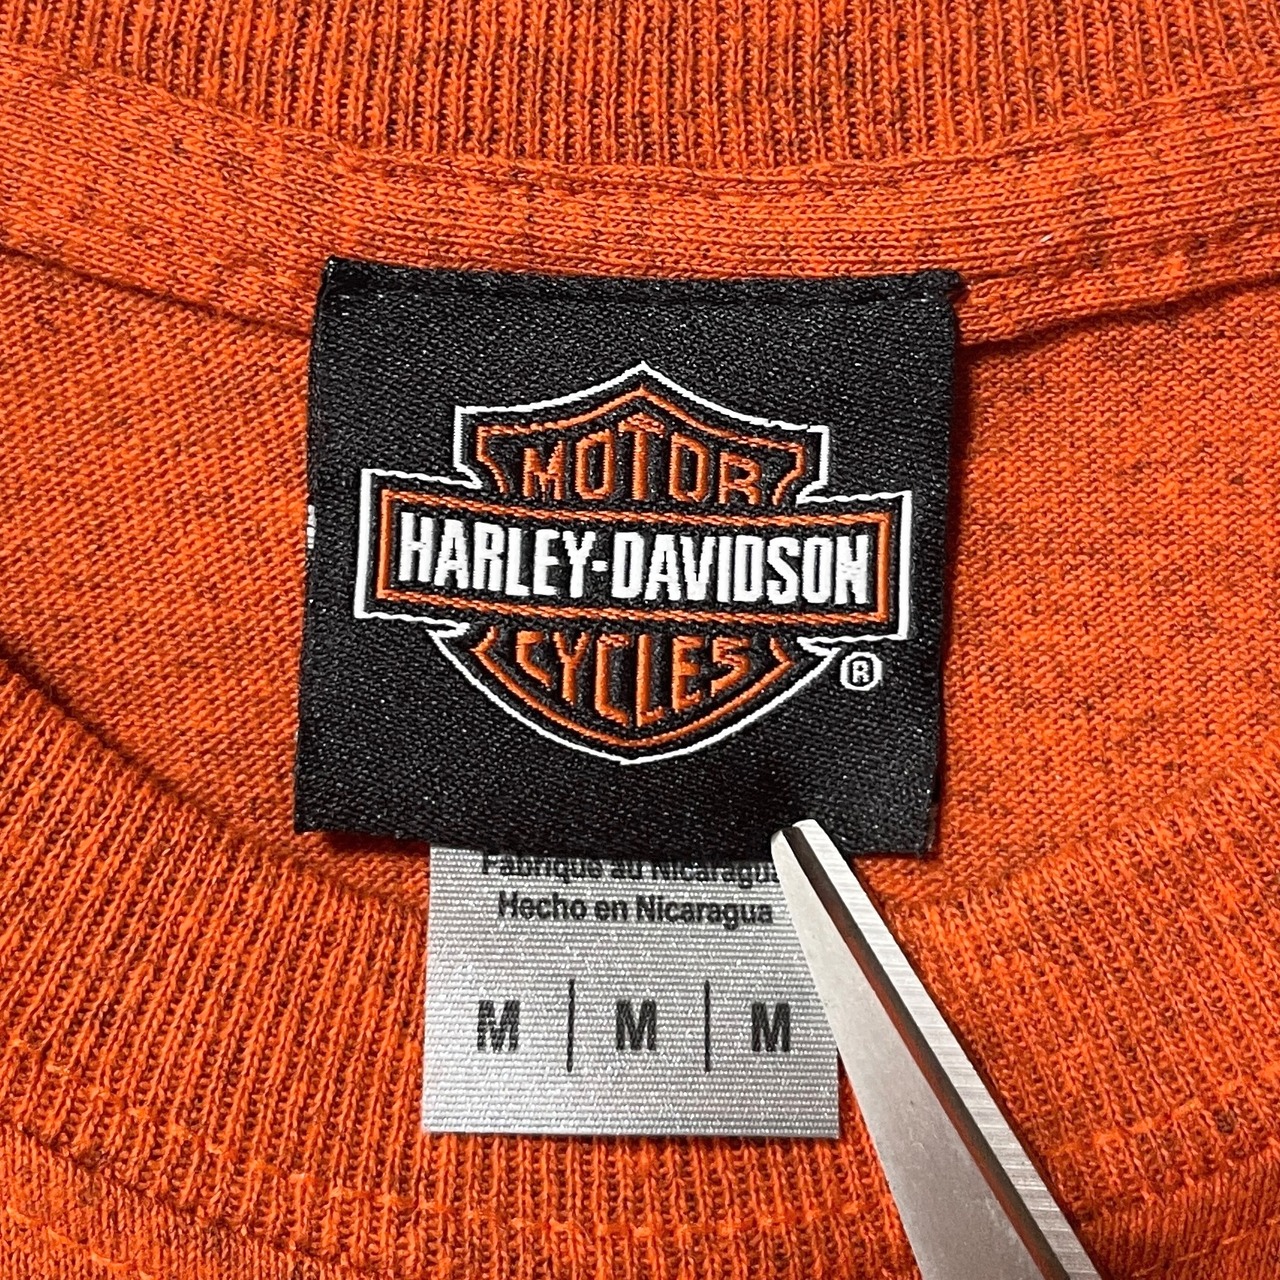 MOTOR
HARLEY-DAVIDSON
CYCLES
®
Fabriqué au Nicaragua
Hecho en Nicaragua
M | M | M